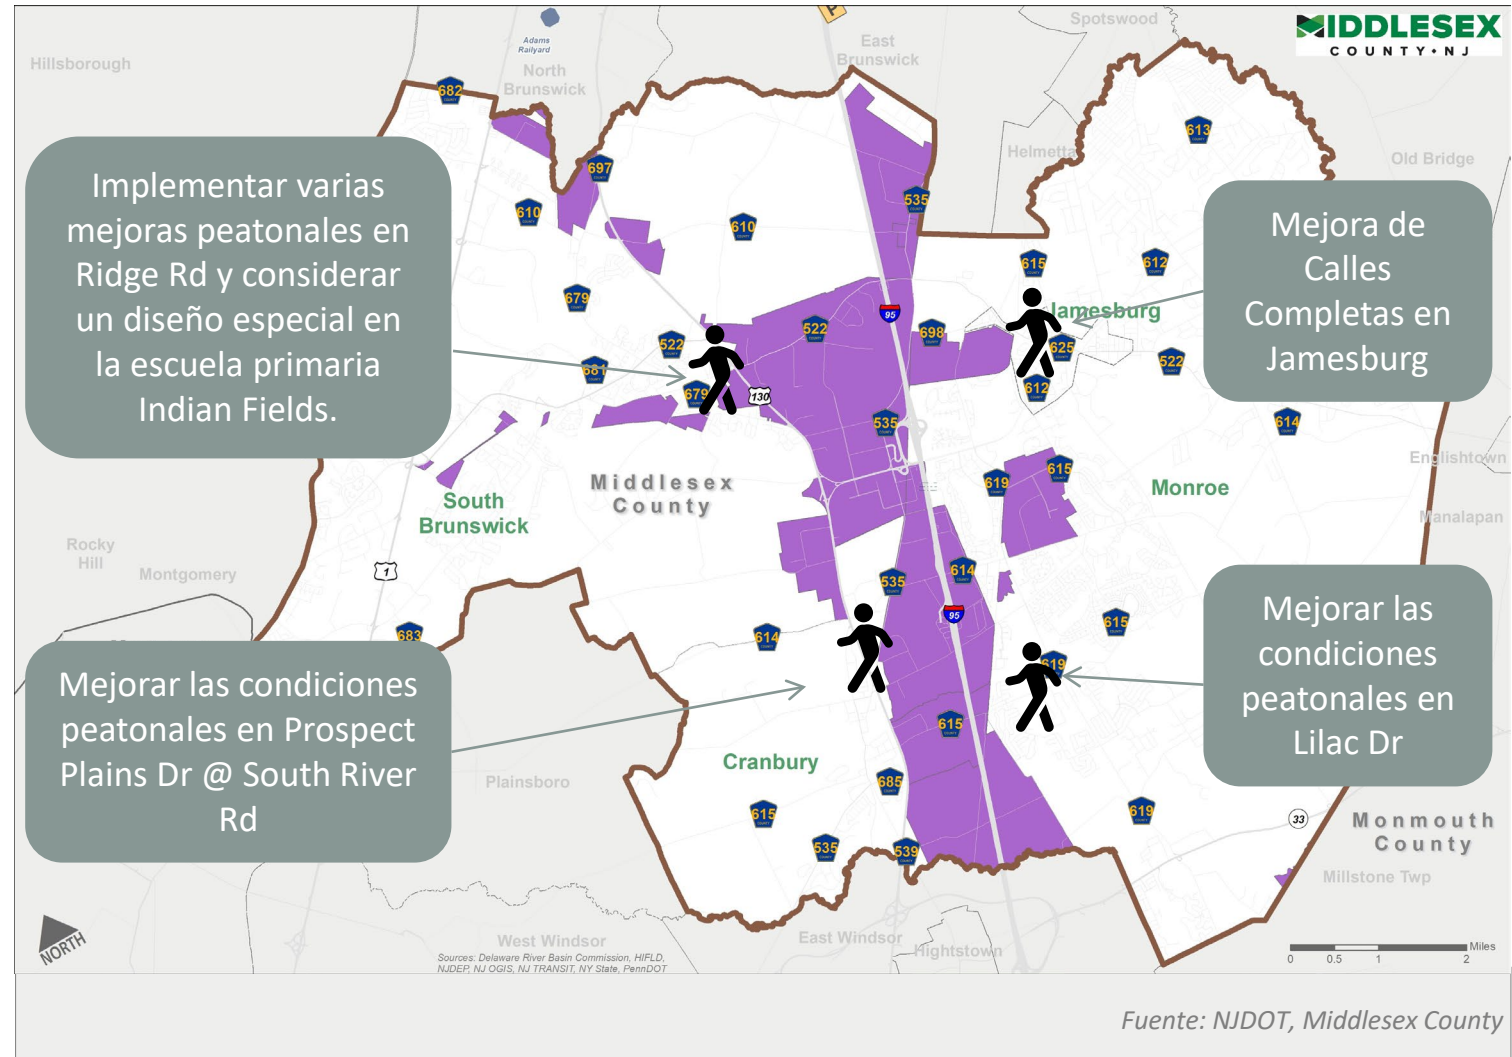 MIDDLESEX
COUNTY • NJ
Spotswood
Adams
Railyard
East
Brunswick
Hillsborough
North
Brunswick
682
613
Helmetta
Old Bridge
Implementar varias
mejoras peatonales en
Ridge Rd y considerar
un diseño especial en
la escuela primaria
Indian Fields.
697
610
610
535
Mejora de
Calles
Completas en
Jamesburg
679
615
612
95
Jamesburg
522
522
698
625
522
681
679
130
612
535
614
Englishtown
South
Brunswick
Middlesex
County
619
615
Monroe
Manalapan
Rocky
Hill
Montgomery
1
535
614
95
683
614
615
619
Mejorar las
condiciones
peatonales en
Lilac Dr
Mejorar las condiciones
peatonales en Prospect
Plains Dr @ South River
Rd
615
Cranbury
Plainsboro
685
615
619
33
Monmouth
County
535
539
Millstone Twp
NORTH
West Windsor
East Windsor
Hightstown
Sources: Delaware River Basin Commission, HIFLD,
NJDEP, NJ OGIS, NJ TRANSIT, NY State, PennDOT
Miles
0 0.5 1 2
Fuente: NJDOT, Middlesex County